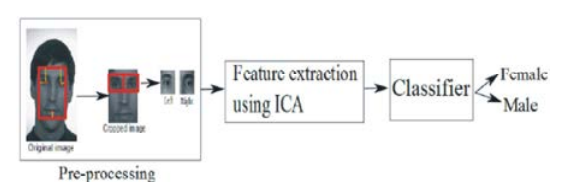 Original image
Cropped image
Left Right
Pre-processing
Feature extraction
using ICA
Classifier
Female
Male